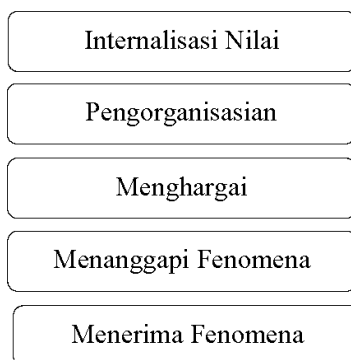 Internalisasi Nilai
Pengorganisasian
Menghargai
Menanggapi Fenomena
Menerima Fenomena